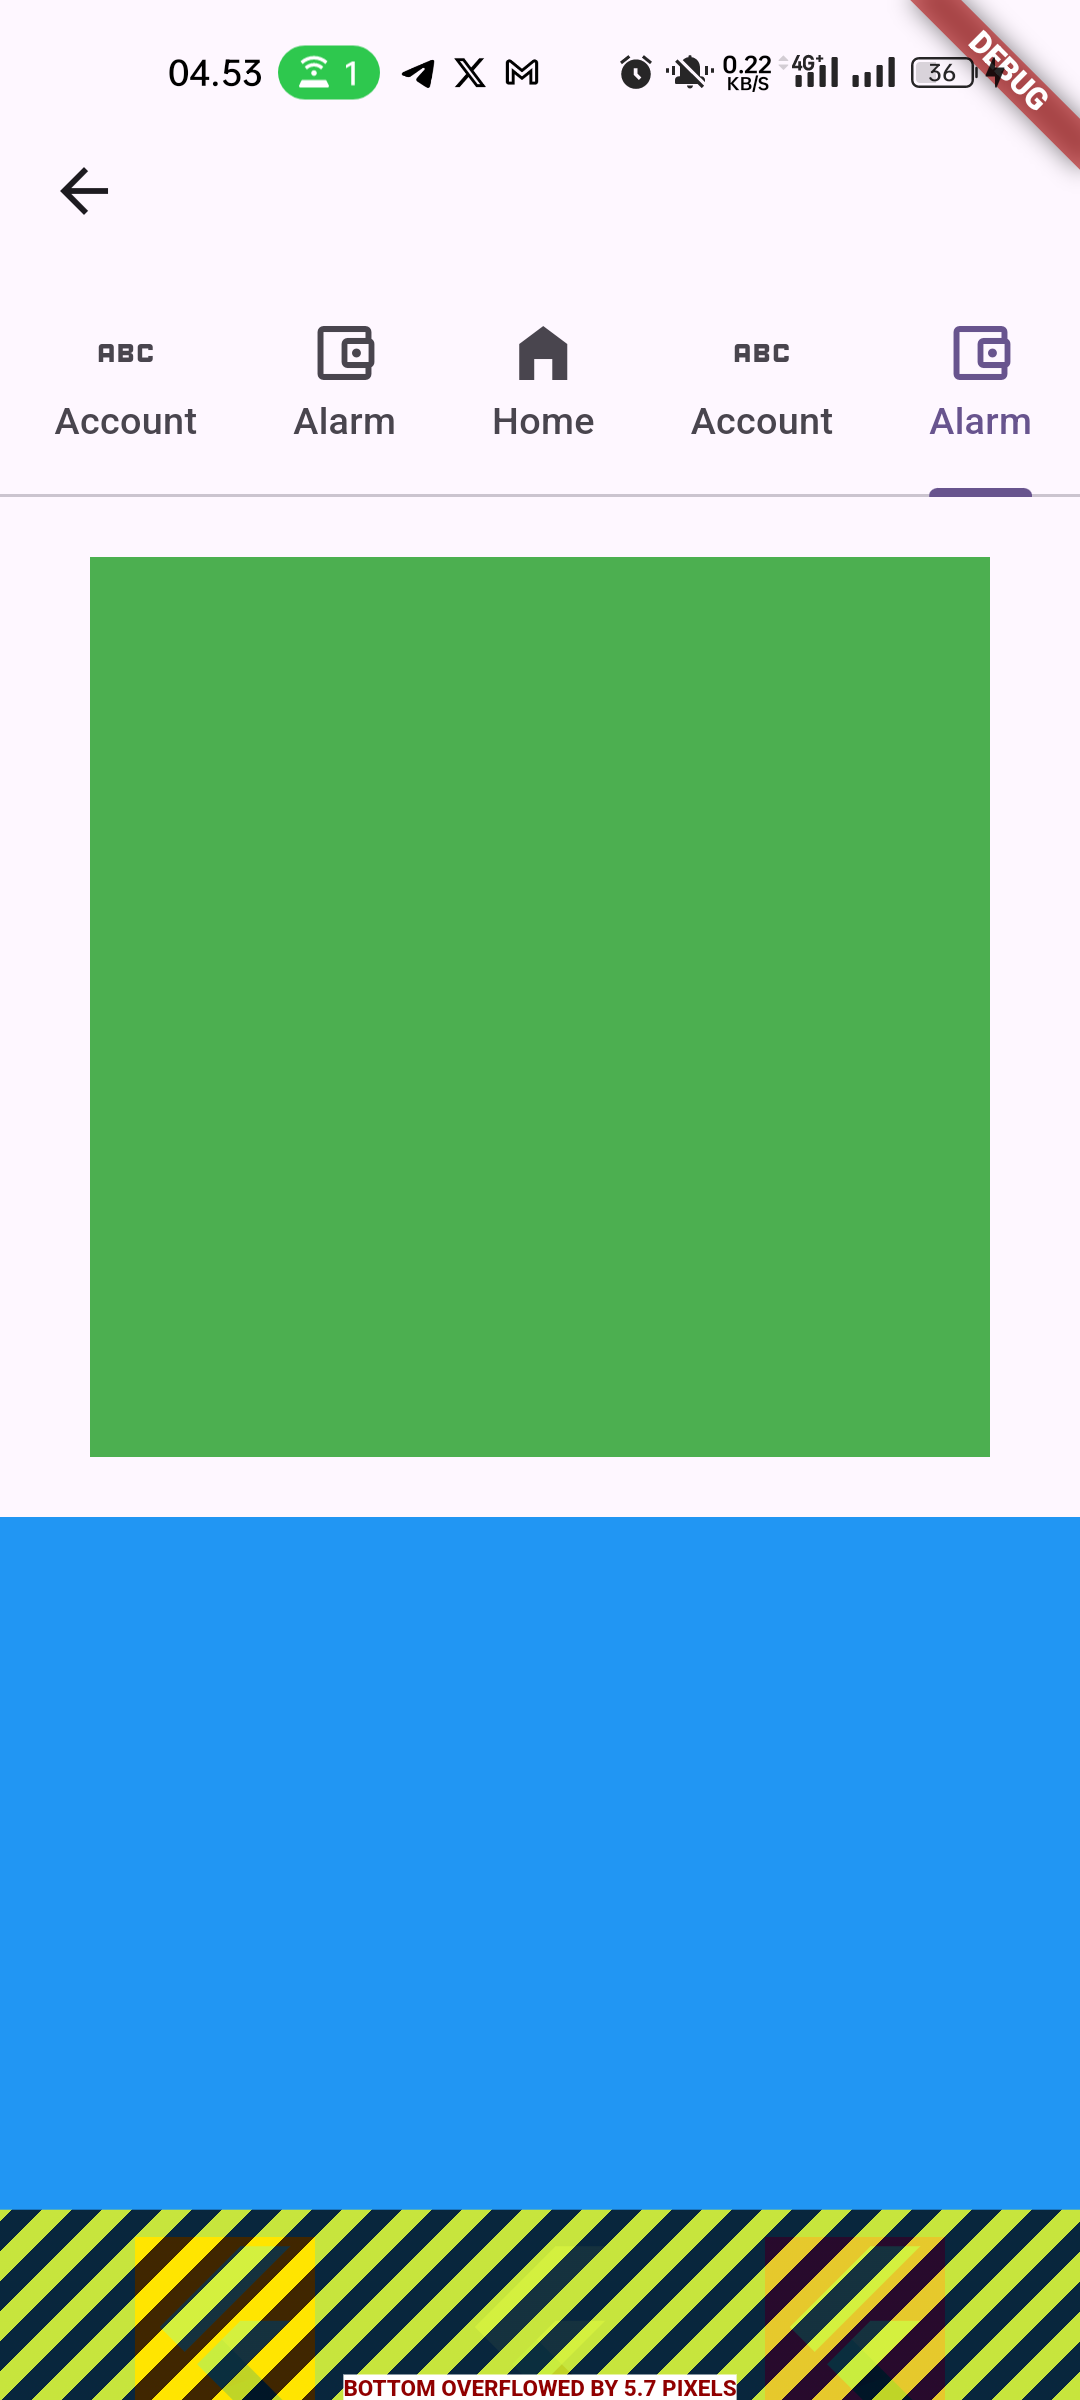 04.53 1 0.22 KB/S 4G+ 36
DEBUG
ABC ABC
Account Alarm Home Account Alarm
BOTTOM OVERFLOWED BY 5.7 PIXELS